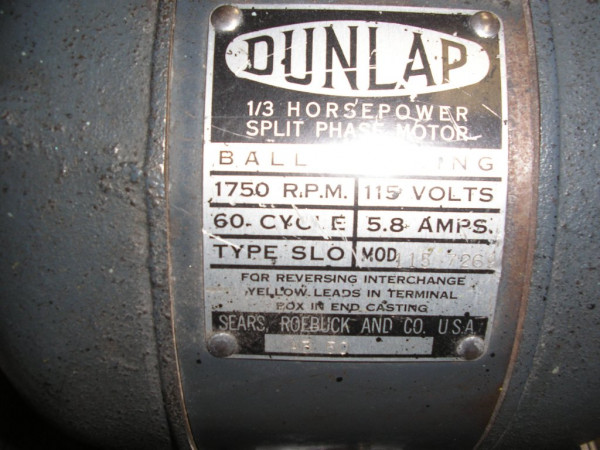 DUNLAP
1/3 HORSEPOWER
SPLIT PHASE MOTOR
BALL
1750 R.P.M. 115 VOLTS
60-CYCLE 5.8 AMPS.
TYPE SLO MOD
FOR REVERSING INTERCHANGE
YELLOW LEADS IN TERMINAL
BOX IN END CASTING
SEARS, ROEBUCK AND CO. U.S.A.